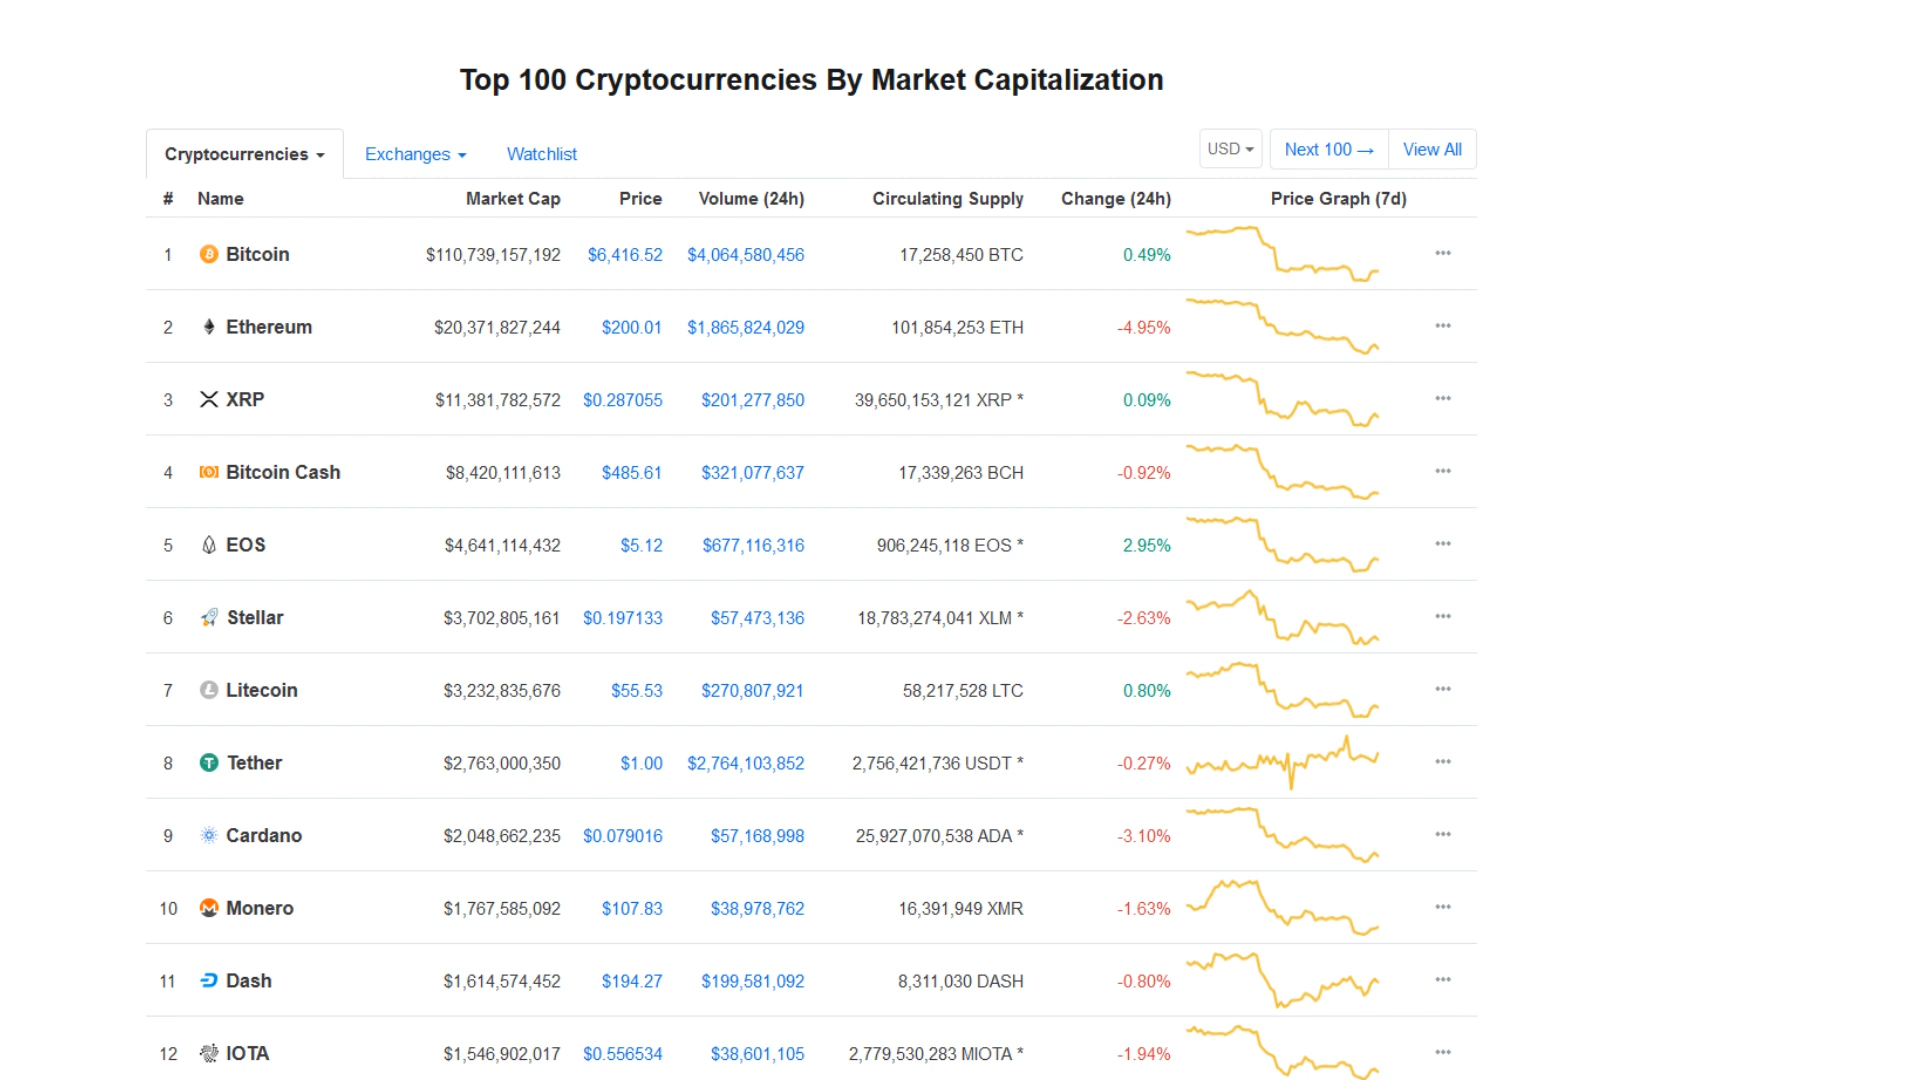 Top 100 Cryptocurrencies By Market Capitalization
Cryptocurrencies Exchanges Watchlist USD Next 100 → View All
# Name Market Cap Price Volume (24h) Circulating Supply Change (24h) Price Graph (7d)
1 Bitcoin $110,739,157,192 $6,416.52 $4,064,580,456 17,258,450 BTC 0.49%
2 Ethereum $20,371,827,244 $200.01 $1,865,824,029 101,854,253 ETH -4.95%
3 XRP $11,381,782,572 $0.287055 $201,277,850 39,650,153,121 XRP * 0.09%
4 Bitcoin Cash $8,420,111,613 $485.61 $321,077,637 17,339,263 BCH -0.92%
5 EOS $4,641,114,432 $5.12 $677,116,316 906,245,118 EOS * 2.95%
6 Stellar $3,702,805,161 $0.197133 $57,473,136 18,783,274,041 XLM * -2.63%
7 Litecoin $3,232,835,676 $55.53 $270,807,921 58,217,528 LTC 0.80%
8 Tether $2,763,000,350 $1.00 $2,764,103,852 2,756,421,736 USDT * -0.27%
9 Cardano $2,048,662,235 $0.079016 $57,168,998 25,927,070,538 ADA * -3.10%
10 Monero $1,767,585,092 $107.83 $38,978,762 16,391,949 XMR -1.63%
11 Dash $1,614,574,452 $194.27 $199,581,092 8,311,030 DASH -0.80%
12 IOTA $1,546,902,017 $0.556534 $38,601,105 2,779,530,283 MIOTA * -1.94%